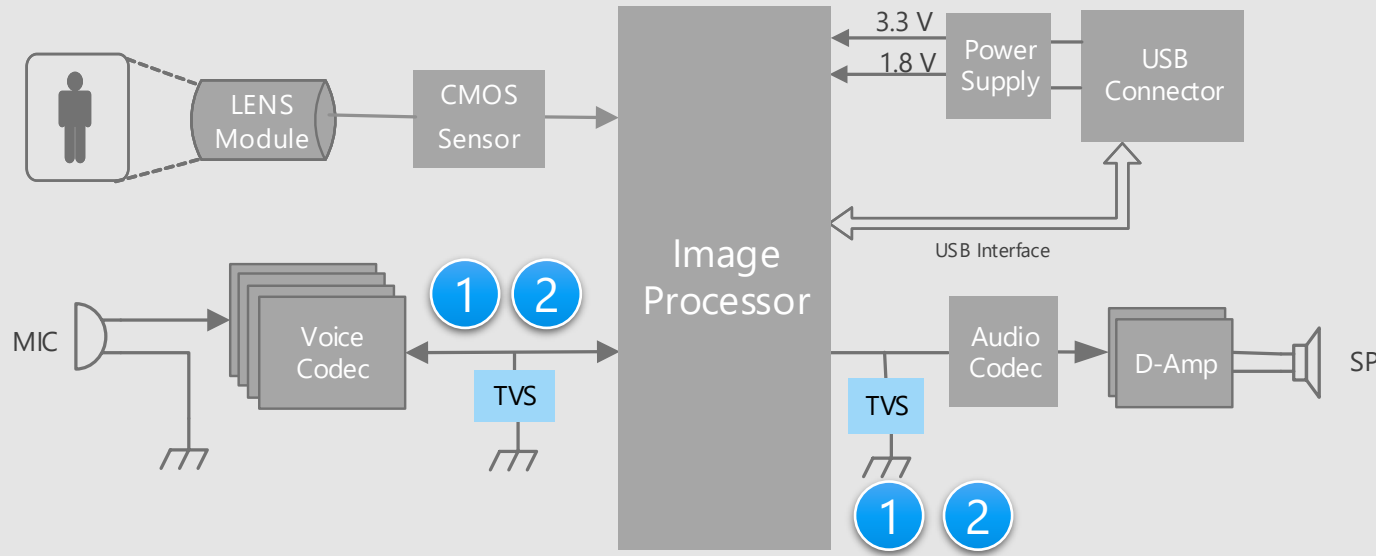 LENS
Module
CMOS
Sensor
Image
Processor
3.3 V
1.8 V
Power
Supply
USB
Connector
USB Interface
MIC
Voice
Codec
1
2
TVS
TVS
1
2
Audio
Codec
D-Amp
SP